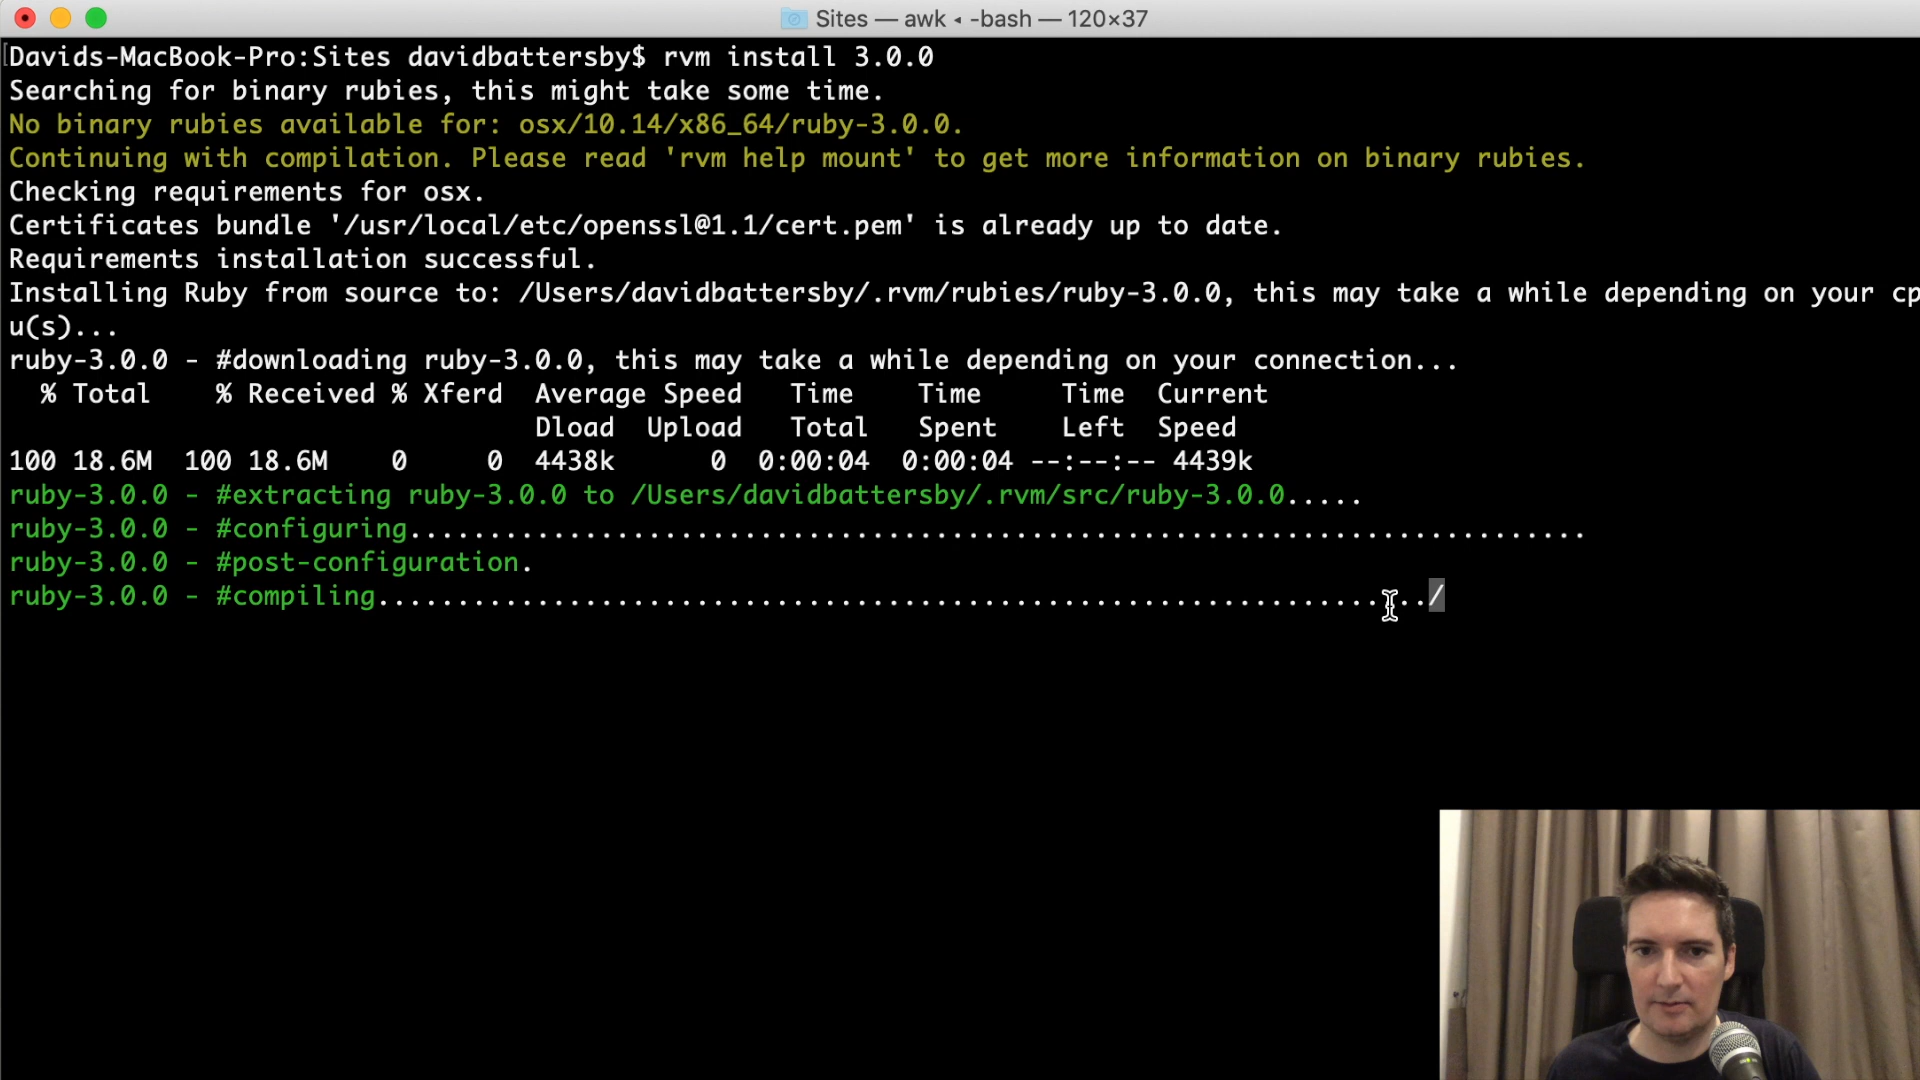 Sites — awk ◂ -bash — 120×37
Davids-MacBook-Pro:Sites davidbattersby$ rvm install 3.0.0
Searching for binary rubies, this might take some time.
No binary rubies available for: osx/10.14/x86_64/ruby-3.0.0.
Continuing with compilation. Please read 'rvm help mount' to get more information on binary rubies.
Checking requirements for osx.
Certificates bundle '/usr/local/etc/openssl@1.1/cert.pem' is already up to date.
Requirements installation successful.
Installing Ruby from source to: /Users/davidbattersby/.rvm/rubies/ruby-3.0.0, this may take a while depending on your cp
u(s)...
ruby-3.0.0 - #downloading ruby-3.0.0, this may take a while depending on your connection...
  % Total    % Received % Xferd  Average Speed   Time    Time     Time  Current
                                 Dload  Upload   Total   Spent    Left  Speed
100 18.6M  100 18.6M    0     0  4438k      0  0:00:04  0:00:04 --:--:-- 4439k
ruby-3.0.0 - #extracting ruby-3.0.0 to /Users/davidbattersby/.rvm/src/ruby-3.0.0.....
ruby-3.0.0 - #configuring..........................................................................
ruby-3.0.0 - #post-configuration.
ruby-3.0.0 - #compiling................................................................../